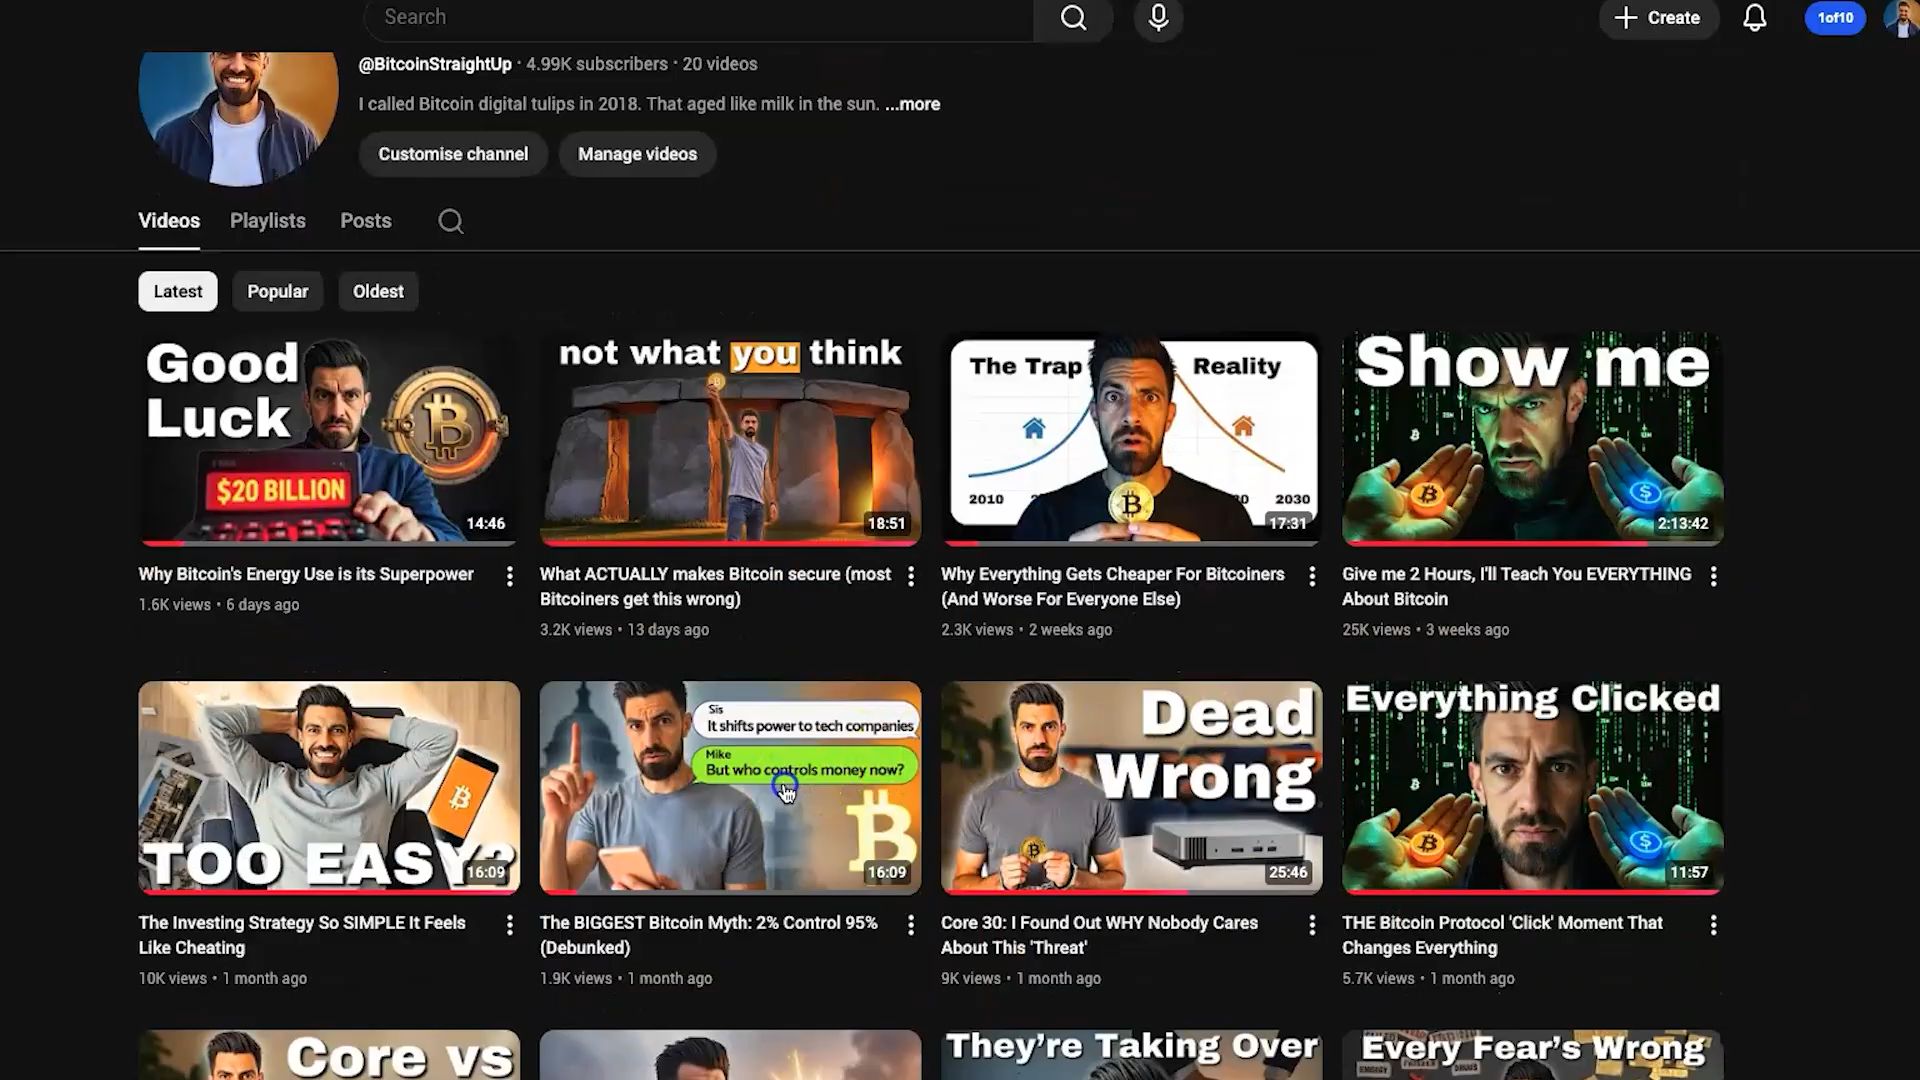 Search
Create
1of10
@BitcoinStraightUp · 4.99K subscribers · 20 videos
I called Bitcoin digital tulips in 2018. That aged like milk in the sun. ...more
Customise channel
Manage videos
Videos
Playlists
Posts
Latest
Popular
Oldest
Good
Luck
$20 BILLION
14:46
not what you think
18:51
The Trap
Reality
2010
2030
17:31
Show me
2:13:42
Why Bitcoin's Energy Use is its Superpower
1.6K views · 6 days ago
What ACTUALLY makes Bitcoin secure (most
Bitcoiners get this wrong)
3.2K views · 13 days ago
Why Everything Gets Cheaper For Bitcoiners
(And Worse For Everyone Else)
2.3K views · 2 weeks ago
Give me 2 Hours, I'll Teach You EVERYTHING
About Bitcoin
25K views · 3 weeks ago
TOO EASY?
16:09
Sis
It shifts power to tech companies
Mike
But who controls money now?
16:09
Dead
Wrong
25:46
Everything Clicked
11:57
The Investing Strategy So SIMPLE It Feels
Like Cheating
10K views · 1 month ago
The BIGGEST Bitcoin Myth: 2% Control 95%
(Debunked)
1.9K views · 1 month ago
Core 30: I Found Out WHY Nobody Cares
About This 'Threat'
9K views · 1 month ago
THE Bitcoin Protocol 'Click' Moment That
Changes Everything
5.7K views · 1 month ago
Core vs
They're Taking Over
Every Fear's Wrong